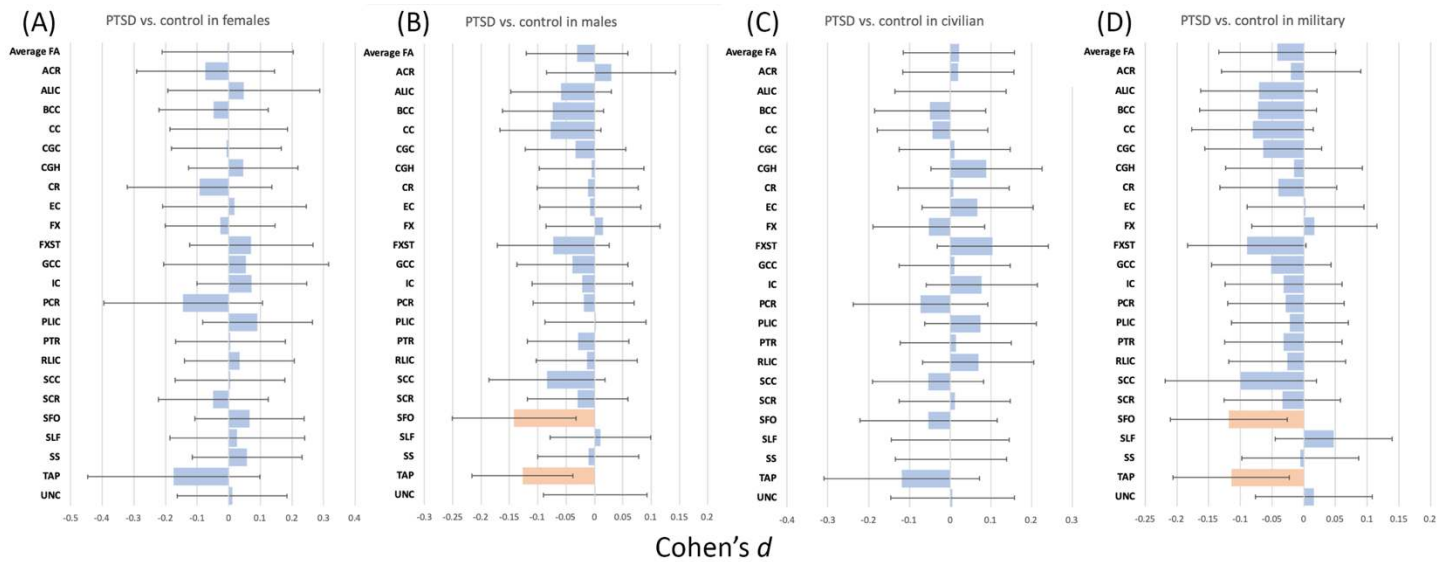 (A)
PTSD vs. control in females
Average FA
ACR
ALIC
BCC
CC
CGC
CGH
CR
EC
FX
FXST
GCC
IC
PCR
PLIC
PTR
RLIC
SCC
SCR
SFO
SLF
SS
TAP
UNC
-0.5 -0.4 -0.3 -0.2 -0.1 0 0.1 0.2 0.3 0.4
(B)
PTSD vs. control in males
Average FA
ACR
ALIC
BCC
CC
CGC
CGH
CR
EC
FX
FXST
GCC
IC
PCR
PLIC
PTR
RLIC
SCC
SCR
SFO
SLF
SS
TAP
UNC
-0.3 -0.25 -0.2 -0.15 -0.1 -0.05 0 0.05 0.1 0.15 0.2
(C)
PTSD vs. control in civilian
Average FA
ACR
ALIC
BCC
CC
CGC
CGH
CR
EC
FX
FXST
GCC
IC
PCR
PLIC
PTR
RLIC
SCC
SCR
SFO
SLF
SS
TAP
UNC
-0.4 -0.3 -0.2 -0.1 0 0.1 0.2 0.3
(D)
PTSD vs. control in military
Average FA
ACR
ALIC
BCC
CC
CGC
CGH
CR
EC
FX
FXST
GCC
IC
PCR
PLIC
PTR
RLIC
SCC
SCR
SFO
SLF
SS
TAP
UNC
-0.25 -0.2 -0.15 -0.1 -0.05 0 0.05 0.1 0.15 0.2
Cohen's d